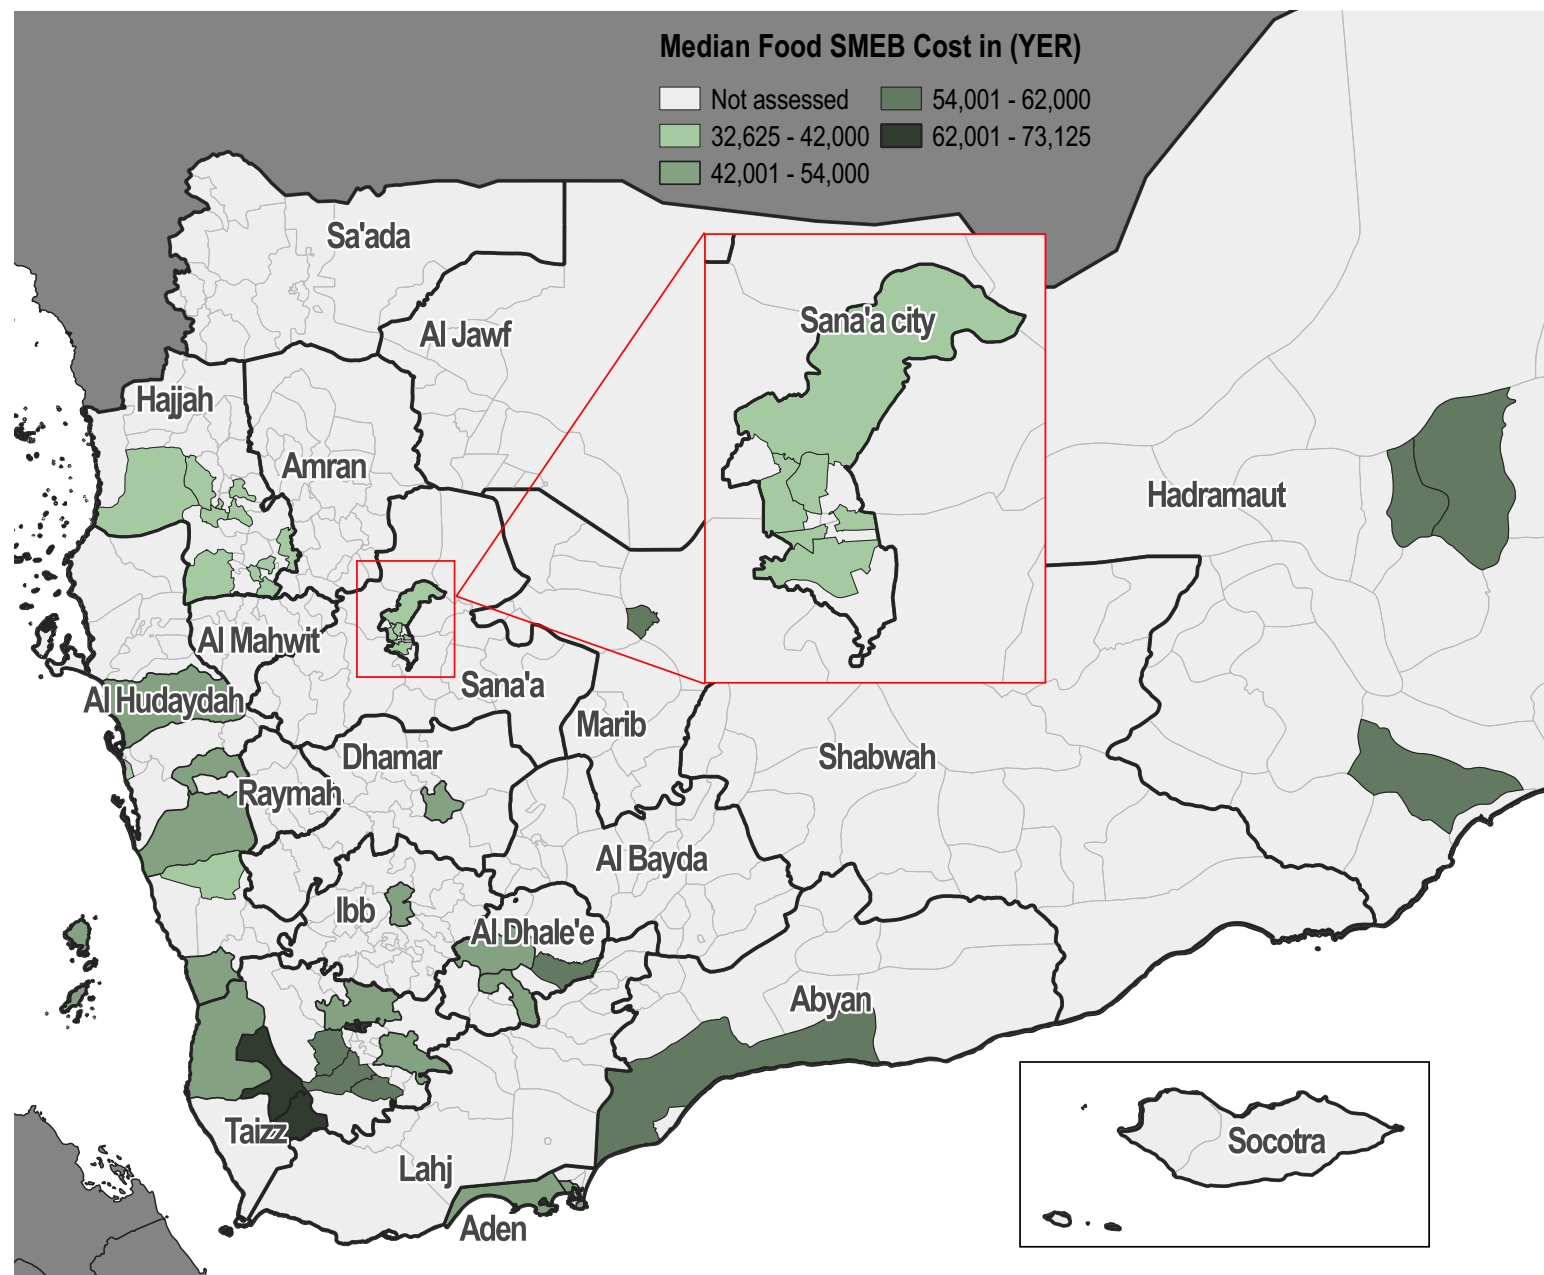 Median Food SMEB Cost in (YER)
Not assessed
54,001 - 62,000
32,625 - 42,000
62,001 - 73,125
42,001 - 54,000
Sa'ada
Al Jawf
Sana'a city
Hajjah
Amran
Hadramaut
Al Mahwit
Sana'a
Al Hudaydah
Marib
Dhamar
Shabwah
Raymah
Al Bayda
Ibb
Al Dhale'e
Abyan
Taizz
Socotra
Lahj
Aden